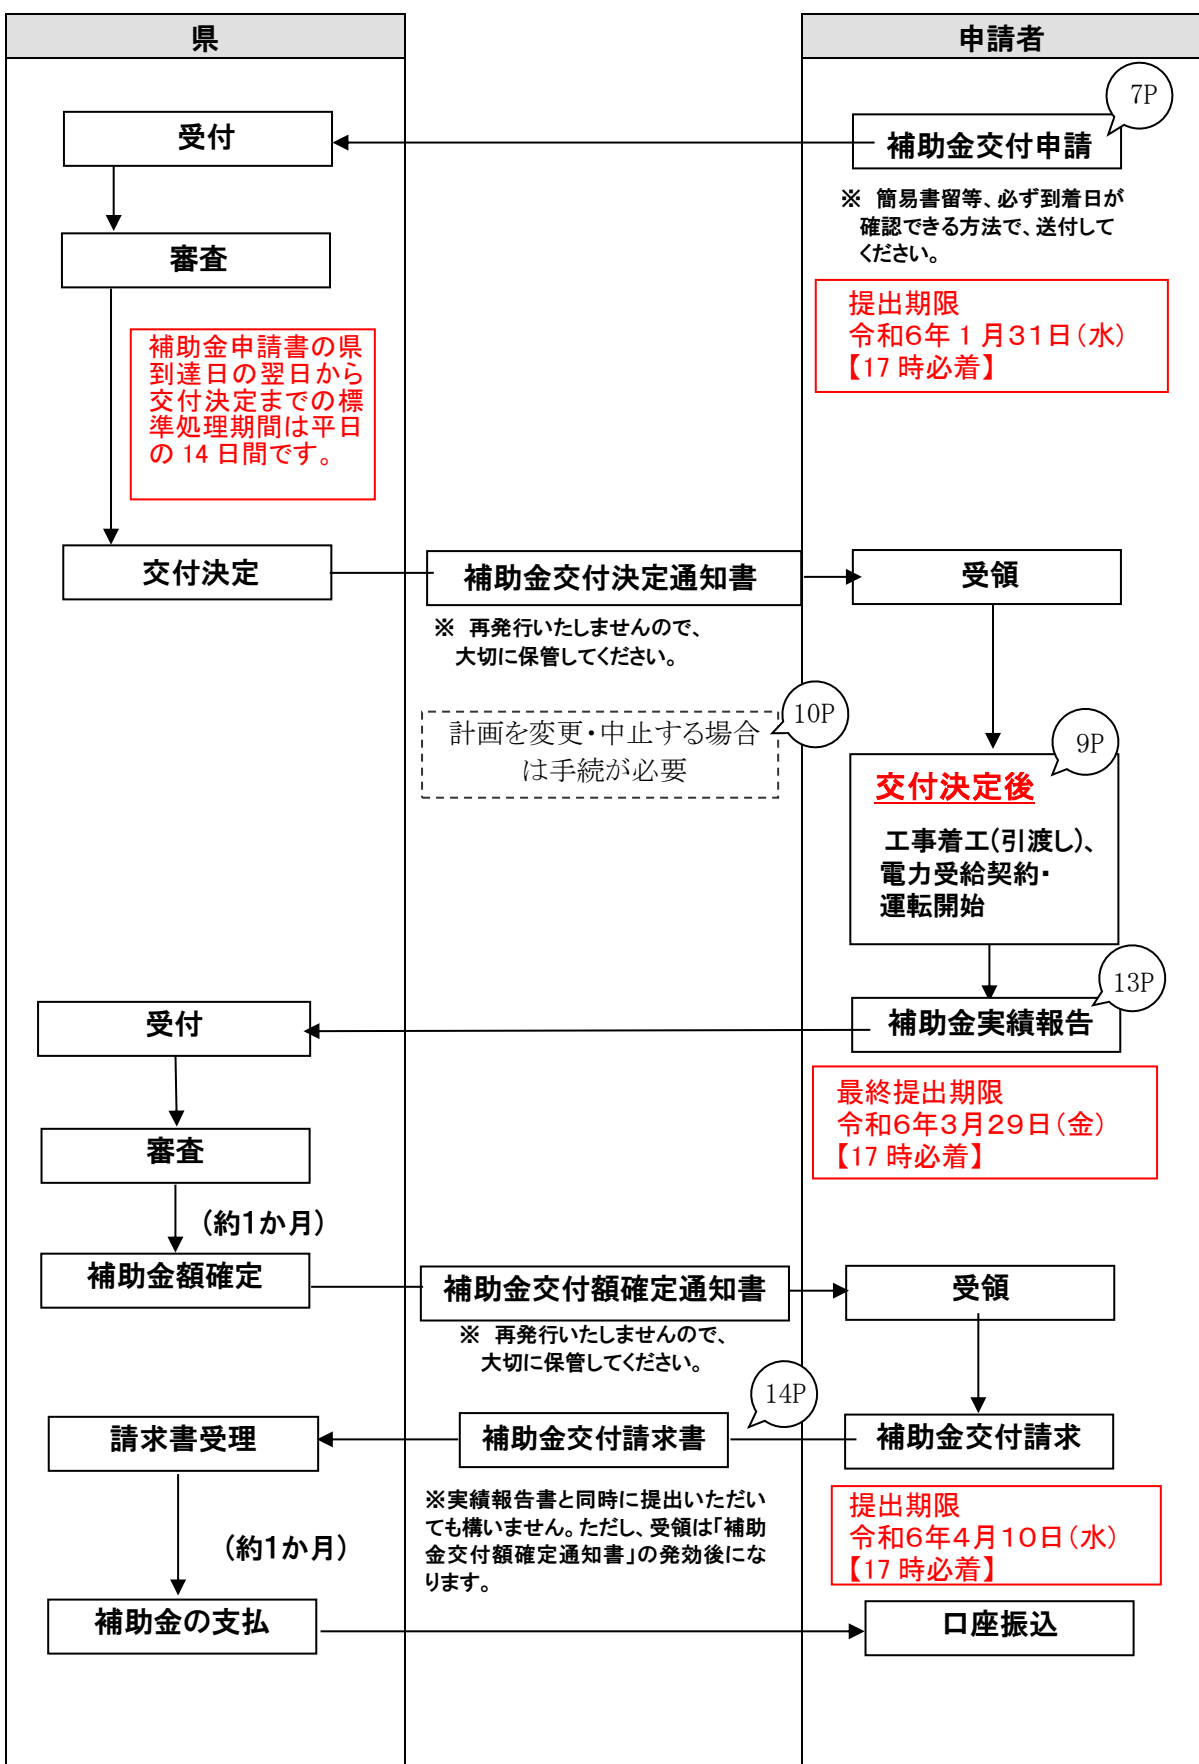 県
申請者
7P
受付
補助金交付申請
※ 簡易書留等、必ず到着日が
確認できる方法で、送付して
ください。
審査
提出期限
令和6年1月31日(水)
【17時必着】
補助金申請書の県
到達日の翌日から
交付決定までの標
準処理期間は平日
の14日間です。
交付決定
補助金交付決定通知書
受領
※ 再発行いたしませんので、
大切に保管してください。
10P
計画を変更・中止する場合
は手続が必要
9P
交付決定後
工事着工(引渡し)、
電力受給契約・
運転開始
13P
受付
補助金実績報告
最終提出期限
令和6年3月29日(金)
【17時必着】
審査
(約1か月)
補助金額確定
補助金交付額確定通知書
受領
※ 再発行いたしませんので、
大切に保管してください。
14P
請求書受理
補助金交付請求書
補助金交付請求
※実績報告書と同時に提出いただい
ても構いません。ただし、受領は「補助
金交付額確定通知書」の発効後にな
ります。
提出期限
令和6年4月10日(水)
【17時必着】
(約1か月)
補助金の支払
口座振込